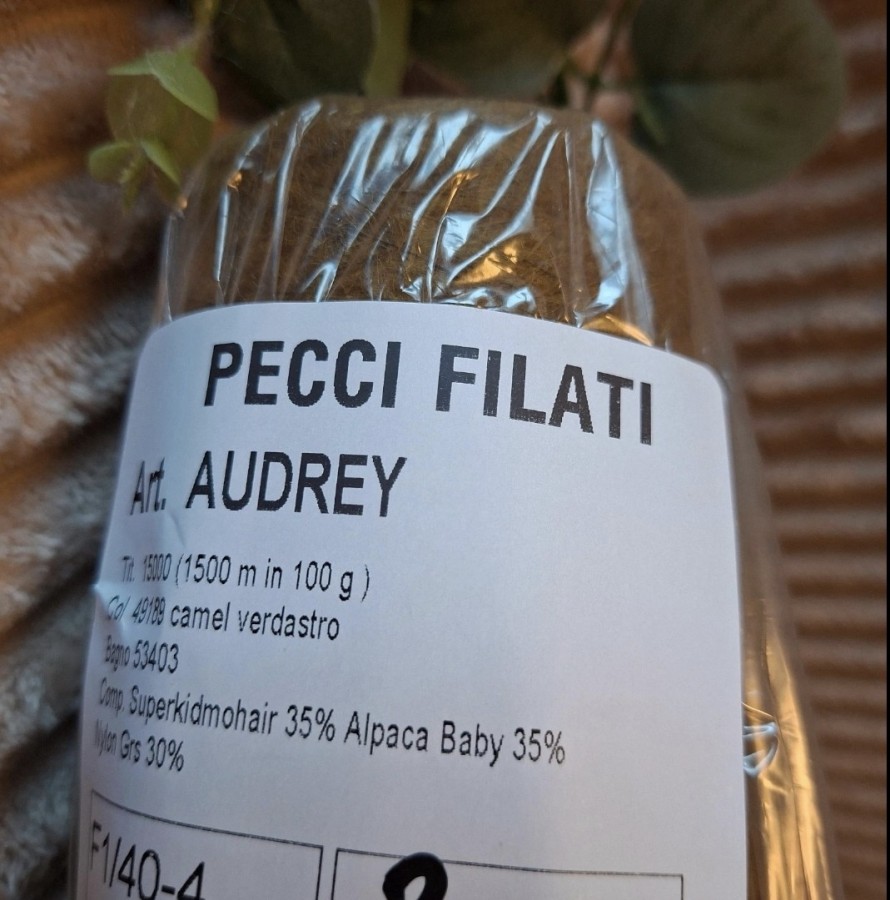 PECCI FILATI
Art. AUDREY
Tit. 15000 (1500 m in 100 g )
Col 49189 camel verdastro
Bagno 53403
Comp. Superkidmohair 35% Alpaca Baby 35%
Nylon Grs 30%
F1/40-4